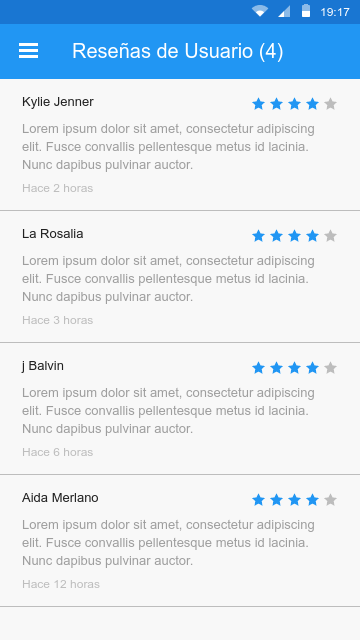 19:17
Reseñas de Usuario (4)
Kylie Jenner
Lorem ipsum dolor sit amet, consectetur adipiscing
elit. Fusce convallis pellentesque metus id lacinia.
Nunc dapibus pulvinar auctor.
Hace 2 horas
La Rosalia
Lorem ipsum dolor sit amet, consectetur adipiscing
elit. Fusce convallis pellentesque metus id lacinia.
Nunc dapibus pulvinar auctor.
Hace 3 horas
j Balvin
Lorem ipsum dolor sit amet, consectetur adipiscing
elit. Fusce convallis pellentesque metus id lacinia.
Nunc dapibus pulvinar auctor.
Hace 6 horas
Aida Merlano
Lorem ipsum dolor sit amet, consectetur adipiscing
elit. Fusce convallis pellentesque metus id lacinia.
Nunc dapibus pulvinar auctor.
Hace 12 horas